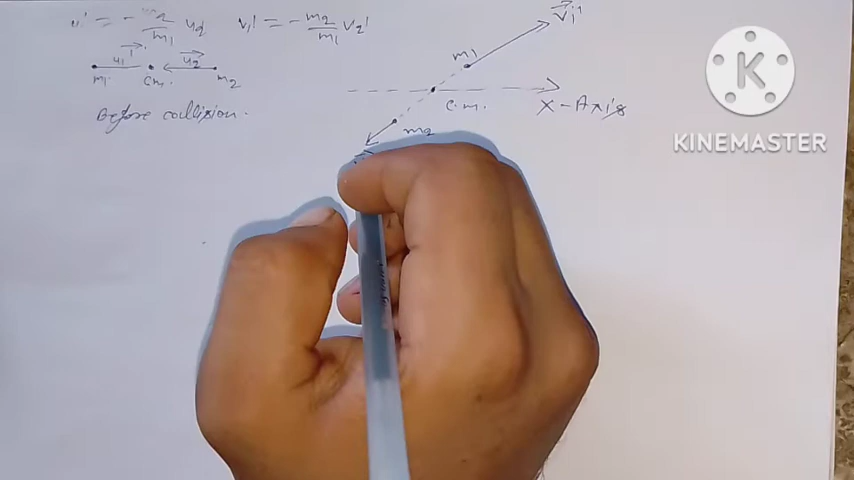 u₁' = -m₂/m₁ u₂' v₁' = -m₂/m₁ v₂'
u₁' u₂'
m₁ c.m. m₂
Before collision.
v₁'
m₁
c.m.
X-Axis
m₂
K
KINEMASTER